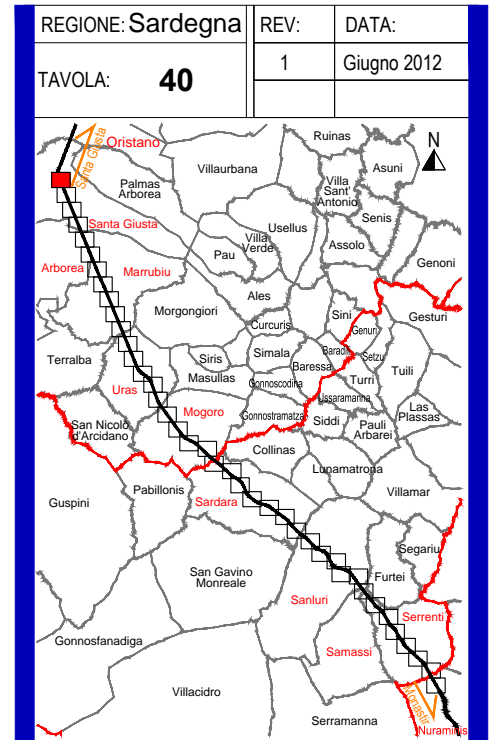 REGIONE: Sardegna
REV:
DATA:
TAVOLA: 40
1
Giugno 2012
N
Santa Giusta
Oristano
Ruinas
Villaurbana
Asuni
Palmas
Arborea
Villa
Sant'
Antonio
Senis
Santa Giusta
Usellus
Villa
Verde
Assolo
Pau
Genoni
Arborea
Marrubiu
Ales
Morgongiori
Sini
Gesturi
Curcuris
Genuri
Terralba
Siris
Simala
Baradili
Setzu
Baressa
Tuili
Masullas
Turri
Uras
Gonnoscodina
Ussaramanna
Mogoro
Gonnostramatza
Siddi
Las
Plassas
San Nicolò
d'Arcidano
Pauli
Arbarei
Collinas
Lunamatrona
Pabillonis
Villamar
Guspini
Sardara
Segariu
San Gavino
Monreale
Furtei
Sanluri
Serrenti
Gonnosfanadiga
Samassi
Villacidro
Monastir
Serramanna
Nuraminis